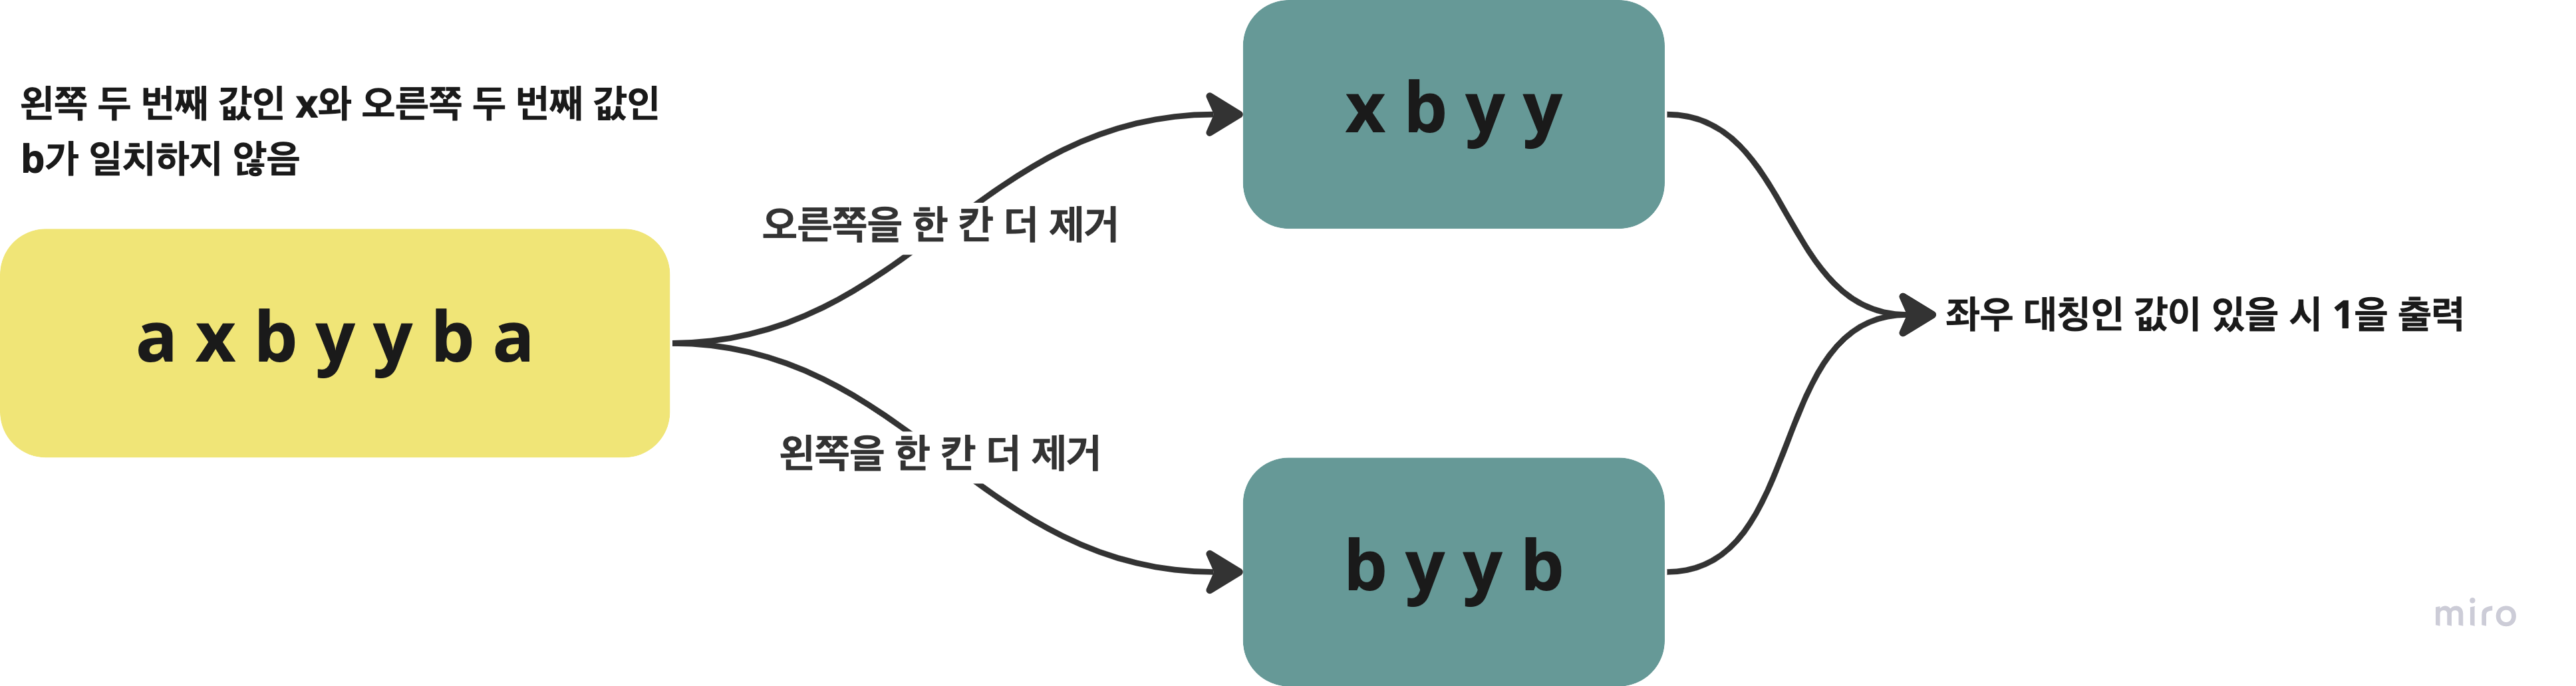 왼쪽 두 번째 값인 x와 오른쪽 두 번째 값인
b가 일치하지 않음
a x b y y b a
오른쪽을 한 칸 더 제거
x b y y
왼쪽을 한 칸 더 제거
b y y b
좌우 대칭인 값이 있을 시 1을 출력
miro